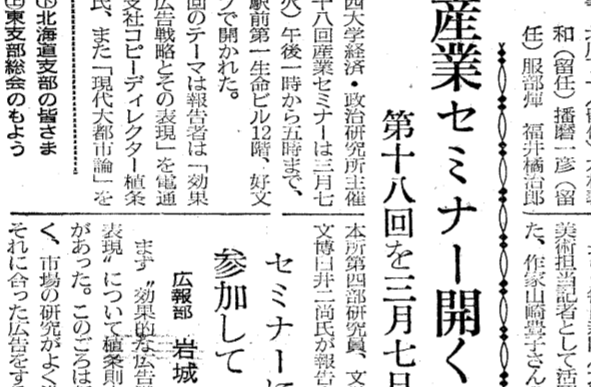 和（留任）播磨一彦（留
任）服部煇　福井橘治郎
美術担当記者として活
た、作家山崎豊子さん
産業セミナー開く
第十八回を三月七日
西大学経済・政治研究所主催
十八回産業セミナーは三月七
火）午後一時から五時まで、
駅前第一生命ビル12階、好文
ブで開かれた。
回のテーマは報告者は「効果
広告戦略とその表現」を電通
支社コピーディレクター植条
氏、また「現代大都市論」を
本所第四部研究員、文
文博臼井二尚氏が報告
セミナーに
参加して
広報部　岩城
まず〝効果的な広告
表現〟について植条則
があった。このごろは
く、市場の研究がよく
それに合った広告をす
北海道支部の皆さま
東支部総会のもよう